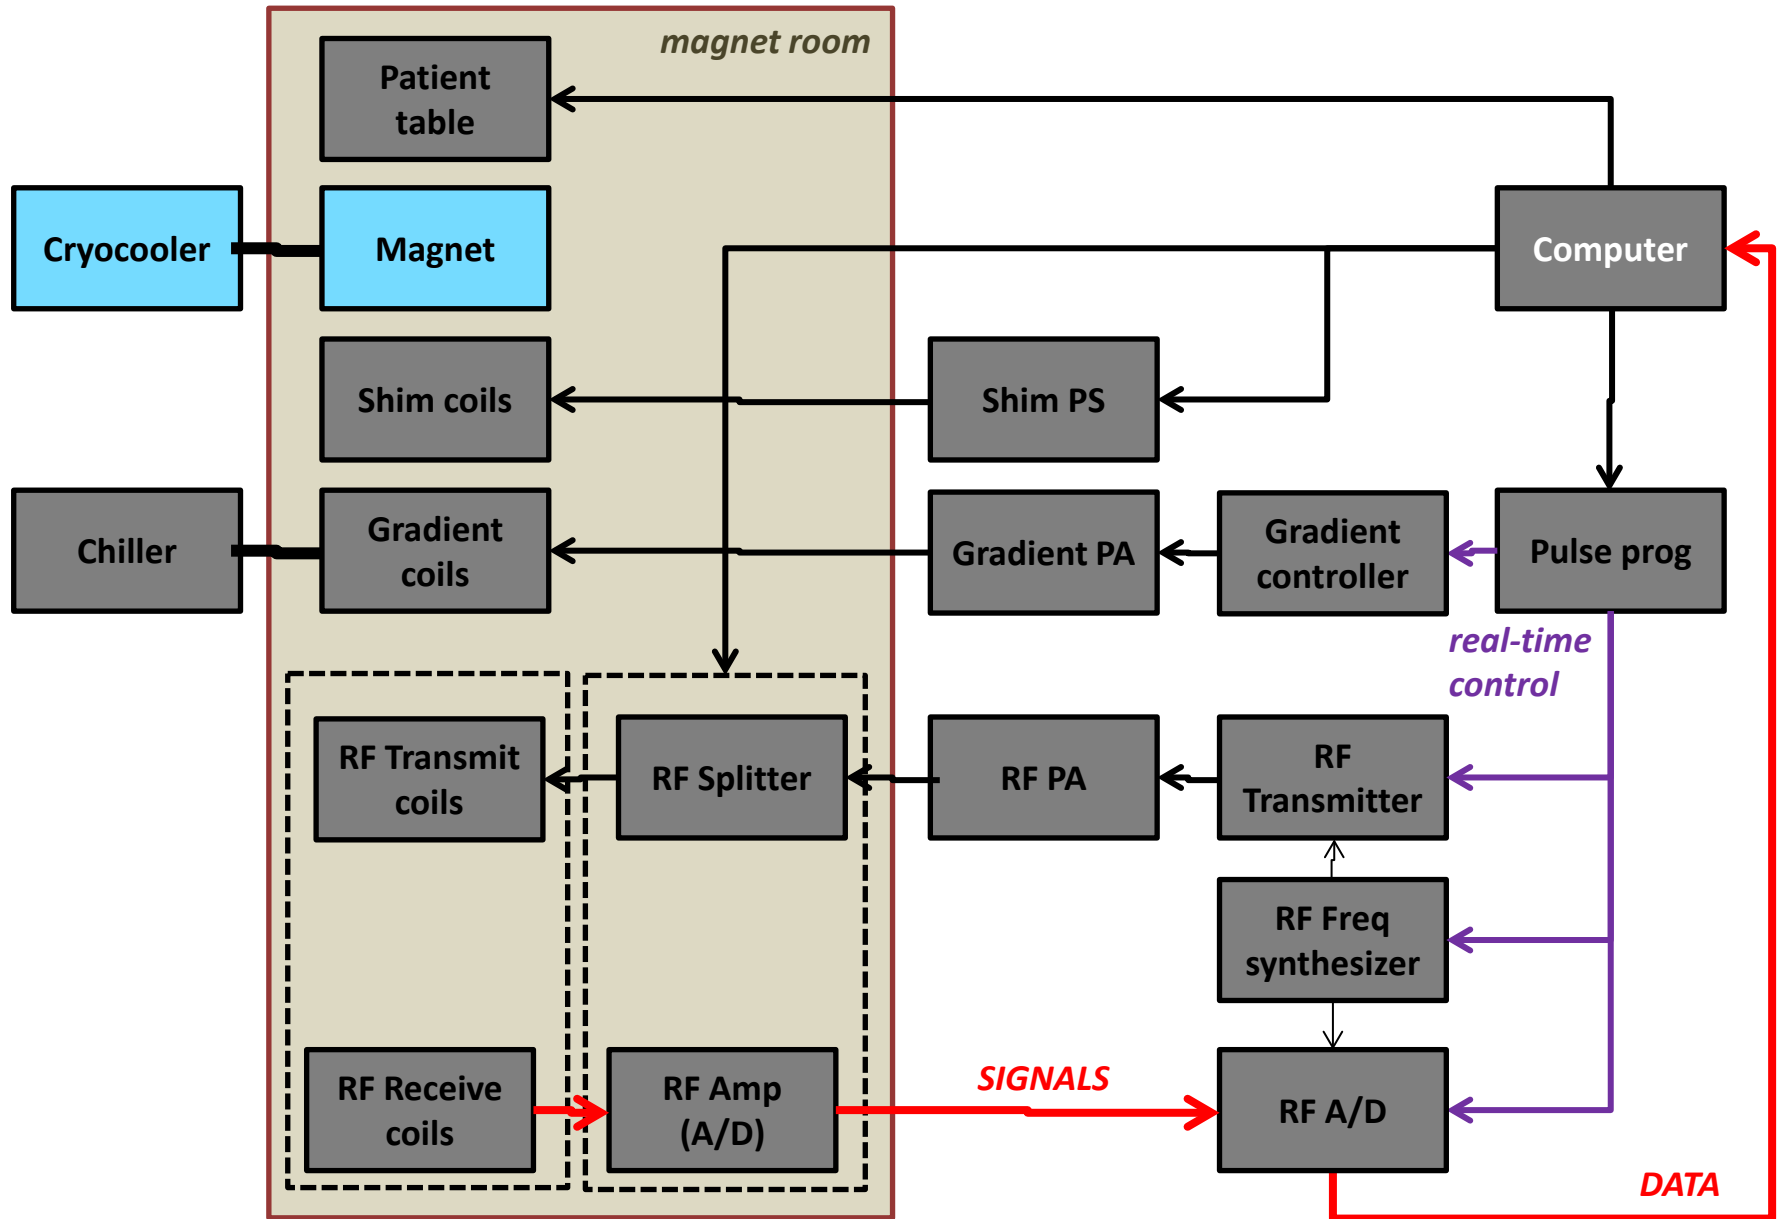 magnet room
Patient
table
Cryocooler
Magnet
Computer
Shim coils
Shim PS
Chiller
Gradient
coils
Gradient PA
Gradient
controller
Pulse prog
real-time
control
RF Transmit
coils
RF Splitter
RF PA
RF
Transmitter
RF Freq
synthesizer
RF Receive
coils
RF Amp
(A/D)
SIGNALS
RF A/D
DATA